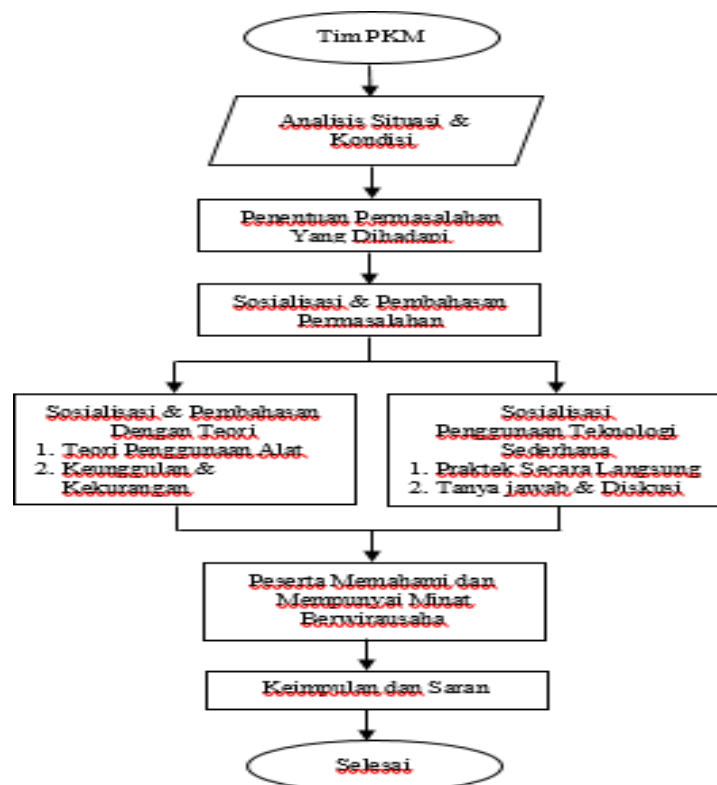 Tim PKM
Analisis Situasi &
Kondisi
Penentuan Permasalahan
Yang Dihadapi
Sosialisasi & Pembahasan
Permasalahan
Sosialisasi & Pembahasan
Dengan Teori
1. Teori Penggunaan Alat
2. Keunggulan &
Kekurangan
Sosialisasi
Penggunaan Teknologi
Sederhana
1. Praktek Secara Langsung
2. Tanya jawab & Diskusi
Peserta Memahami dan
Mempunyai Minat
Berwirausaha
Keimpulan dan Saran
Selesai